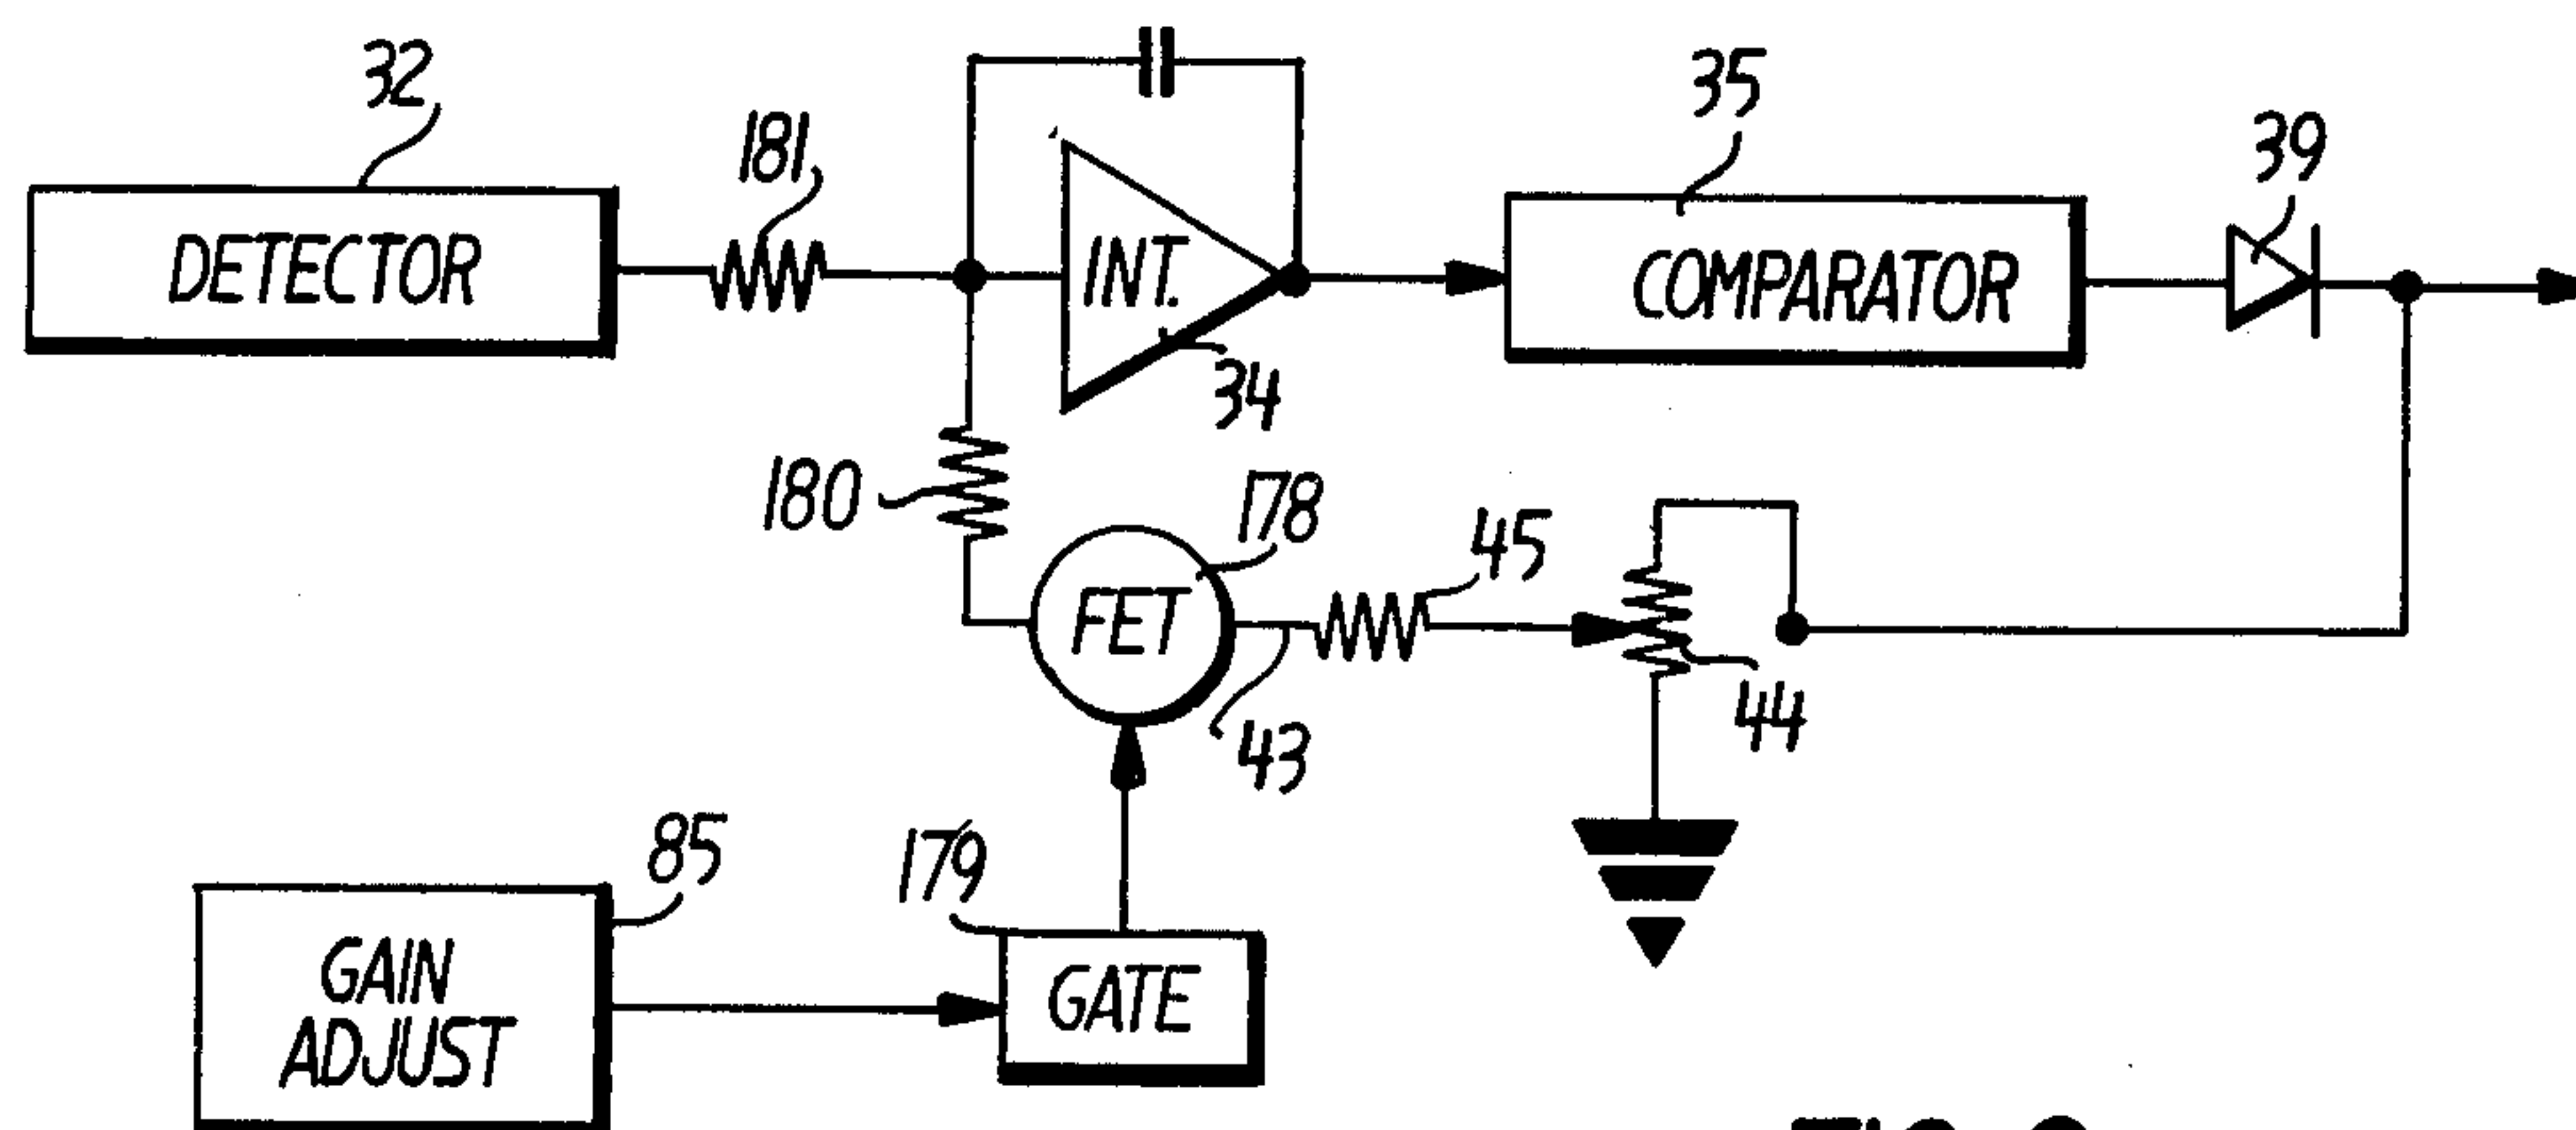 32
181
35
39
DETECTOR
INT.
COMPARATOR
34
180
178
45
FET
43
44
85
179
GAIN
ADJUST
GATE